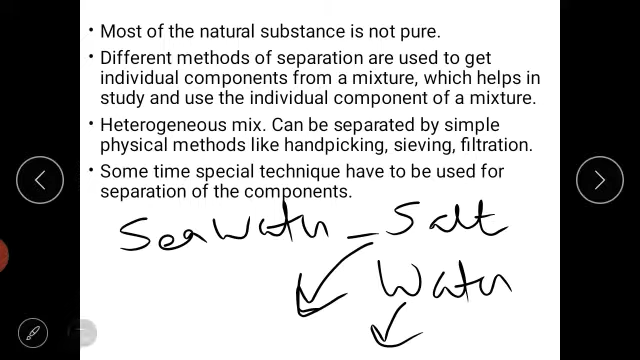 • Most of the natural substance is not pure.
• Different methods of separation are used to get
individual components from a mixture, which helps in
study and use the individual component of a mixture.
• Heterogeneous mix. Can be separated by simple
physical methods like handpicking, sieving, filtration.
• Some time special technique have to be used for
separation of the components.
Sea Water - Salt
Water